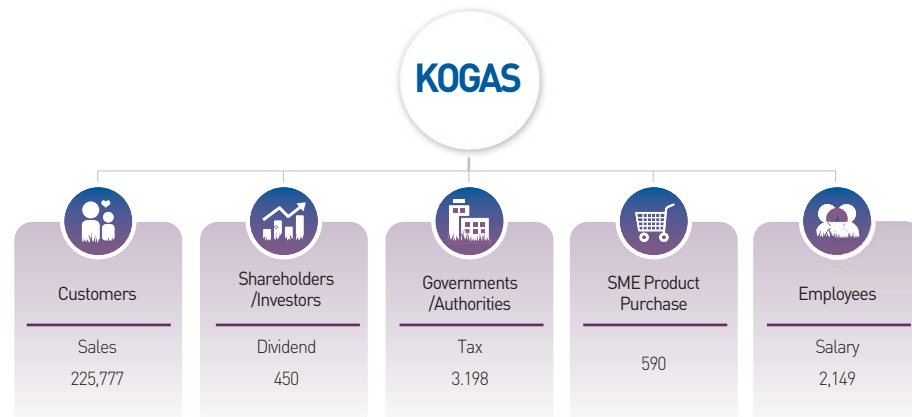 KOGAS
Customers
Sales
225,777
Shareholders
/Investors
Dividend
450
Governments
/Authorities
Tax
3.198
SME Product
Purchase
590
Employees
Salary
2,149